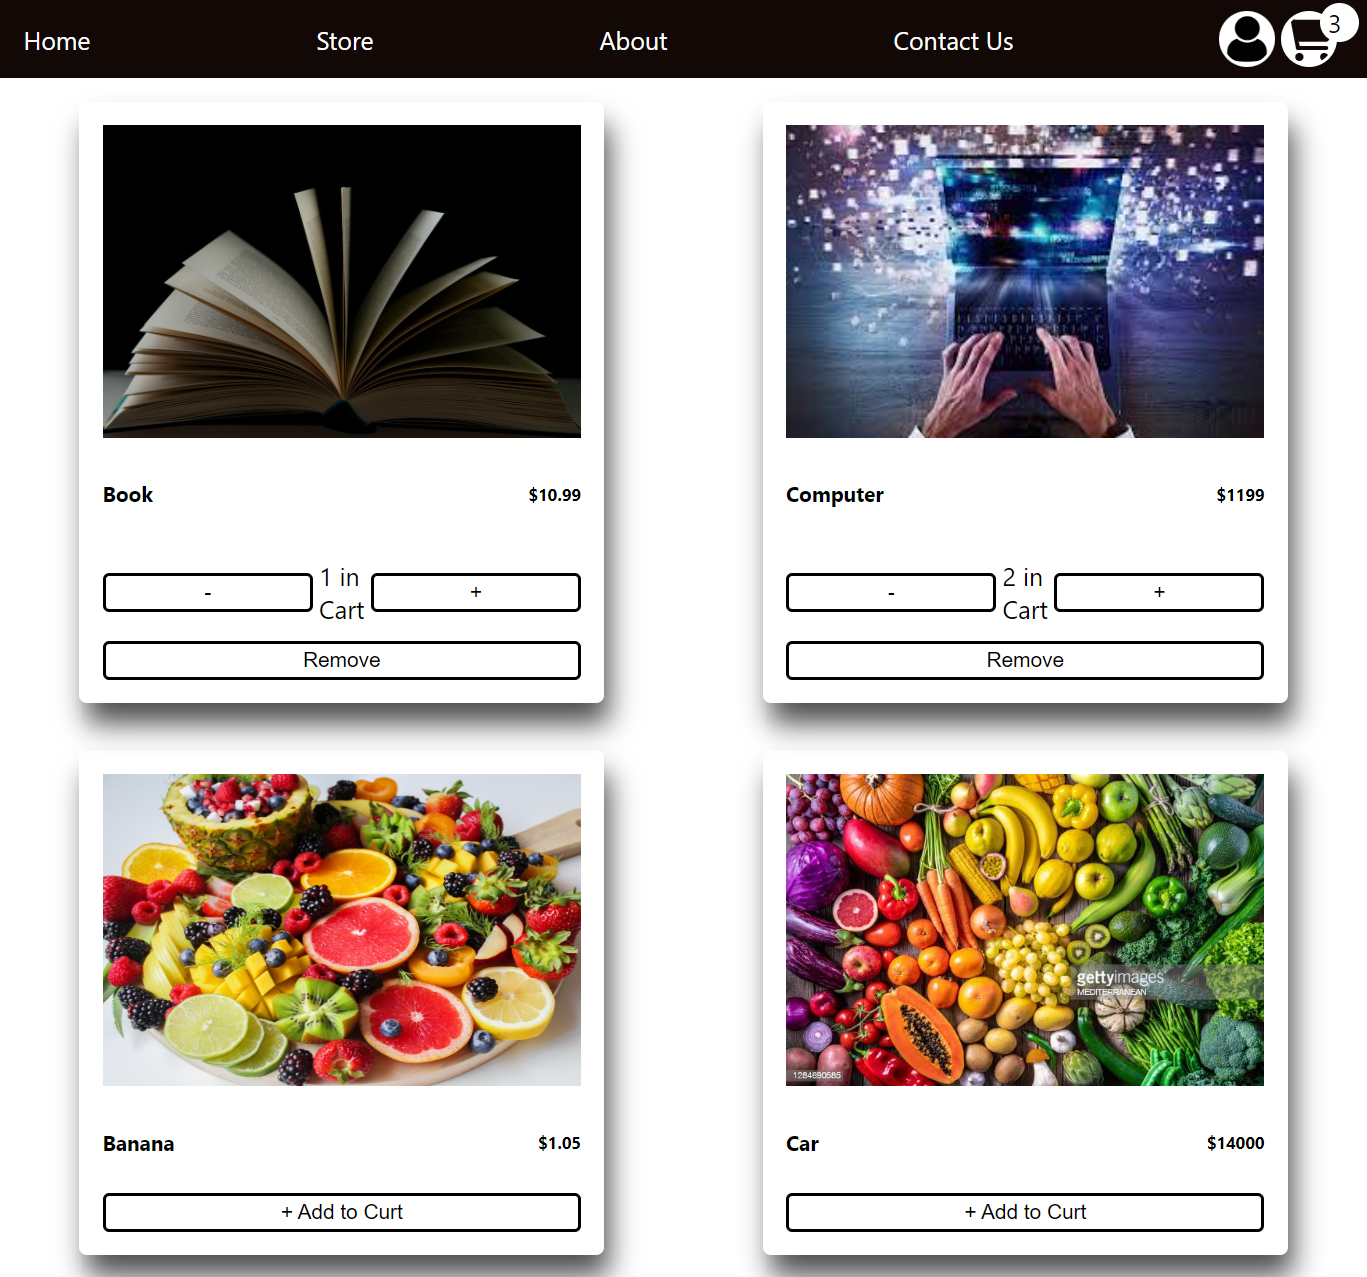 Home
Store
About
Contact Us
3
Book
$10.99
Computer
$1199
-
1 in
Cart
+
-
2 in
Cart
+
Remove
Remove
gettyimages
MEDITERRANEAN
1284690585
Banana
$1.05
Car
$14000
+ Add to Curt
+ Add to Curt